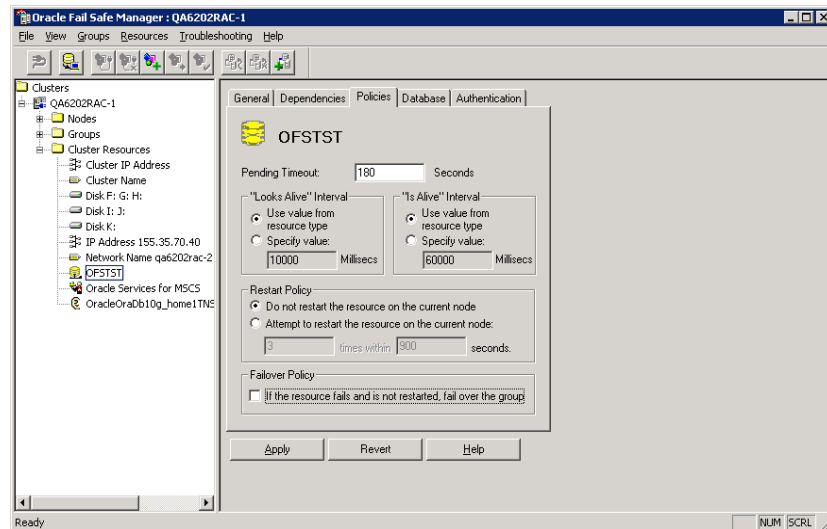 Oracle Fail Safe Manager : QA6202RAC-1
File View Groups Resources Troubleshooting Help
Clusters
QA6202RAC-1
Nodes
Groups
Cluster Resources
Cluster IP Address
Cluster Name
Disk F: G: H:
Disk I: J:
Disk K:
IP Address 155.35.70.40
Network Name qa6202rac-2
OFSTST
Oracle Services for MSCS
OracleOraDb10g_home1TNS
General Dependencies Policies Database Authentication
OFSTST
Pending Timeout: 180 Seconds
"Looks Alive" Interval
Use value from
resource type
Specify value:
10000 Millisecs
"Is Alive" Interval
Use value from
resource type
Specify value:
60000 Millisecs
Restart Policy
Do not restart the resource on the current node
Attempt to restart the resource on the current node:
3 times within 900 seconds.
Failover Policy
If the resource fails and is not restarted, fail over the group
Apply Revert Help
Ready NUM SCRL